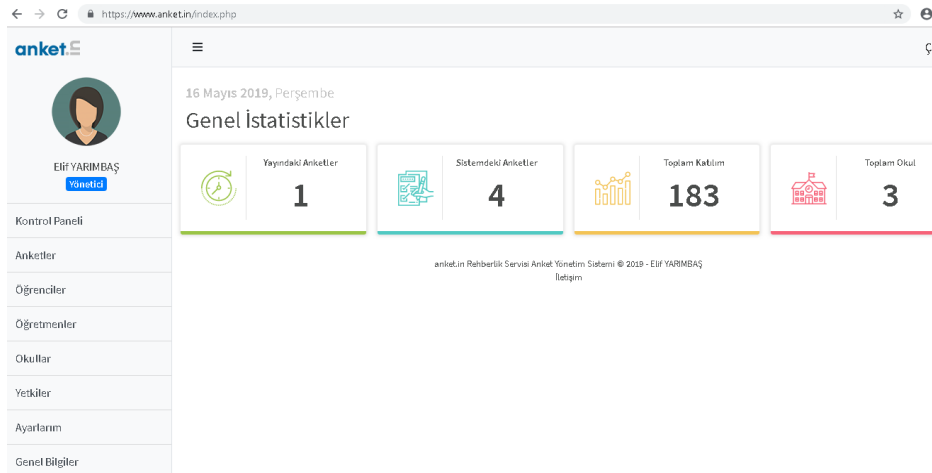 https://www.anket.in/index.php
anket.in
16 Mayıs 2019, Perşembe
Genel İstatistikler
Elif YARIMBAŞ
Yönetici
Kontrol Paneli
Anketler
Öğrenciler
Öğretmenler
Okullar
Yetkiler
Ayarlarım
Genel Bilgiler
Yayındaki Anketler
1
Sistemdeki Anketler
4
Toplam Katılım
183
Toplam Okul
3
anket.in Rehberlik Servisi Anket Yönetim Sistemi © 2019 - Elif YARIMBAŞ
İletişim